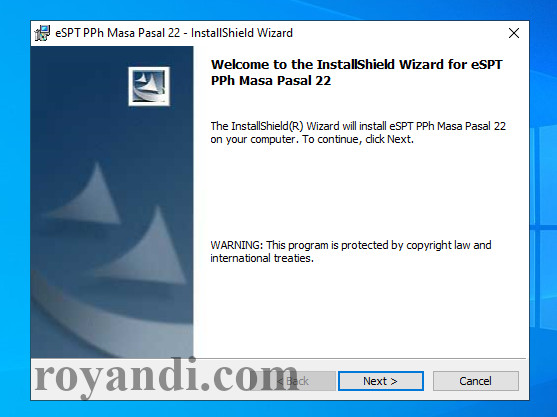 eSPT PPh Masa Pasal 22 - InstallShield Wizard
Welcome to the InstallShield Wizard for eSPT
PPh Masa Pasal 22
The InstallShield(R) Wizard will install eSPT PPh Masa Pasal 22
on your computer. To continue, click Next.
WARNING: This program is protected by copyright law and
international treaties.
royandi.com
< Back
Next >
Cancel